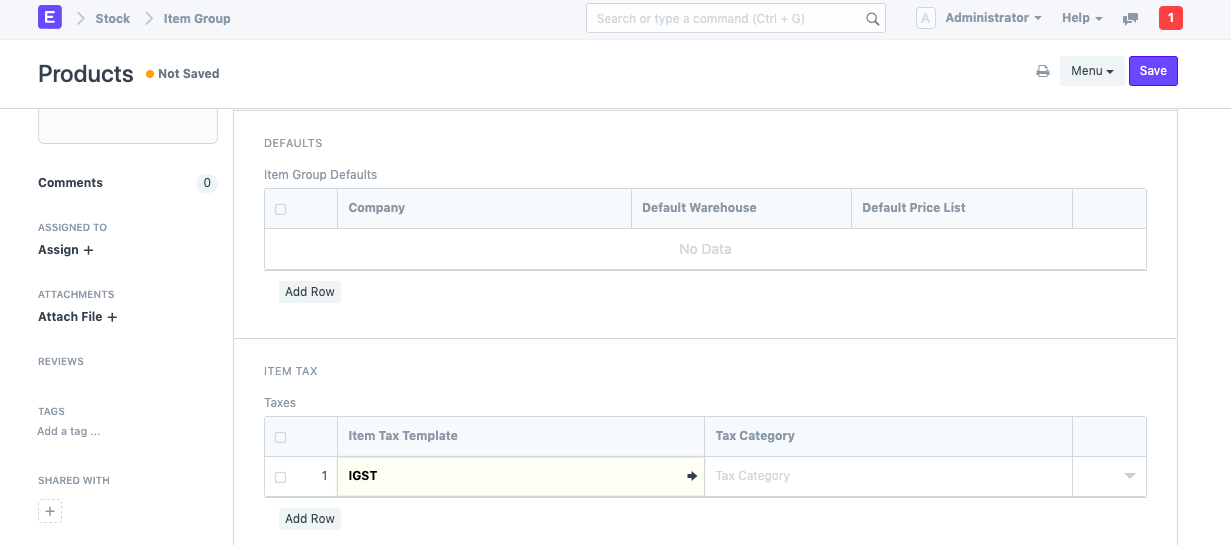 E Stock Item Group Search or type a command (Ctrl + G) A Administrator Help 1
Products Not Saved Menu Save
DEFAULTS
Item Group Defaults
Comments 0
Company Default Warehouse Default Price List
ASSIGNED TO
Assign +
No Data
Add Row
ATTACHMENTS
Attach File +
REVIEWS
ITEM TAX
TAGS
Taxes
Add a tag ...
Item Tax Template Tax Category
SHARED WITH
1 IGST Tax Category
+
Add Row